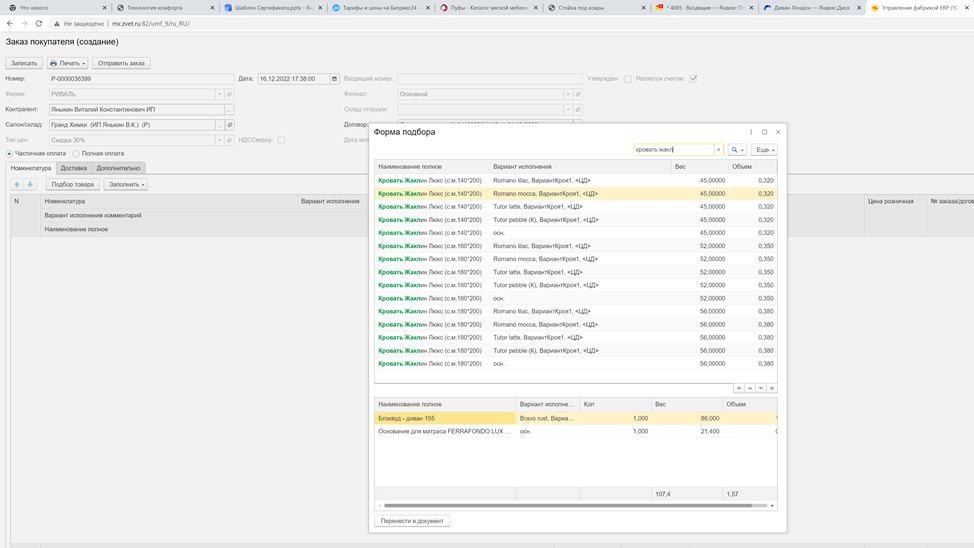 Что нового
Технология комфорта
Шаблон Сертификата.pptx – Я
Тарифы и цены на Битрикс24 —
Пуфы - Каталог мягкой мебели
Стойка под ковры
* 4685 · Входящие — Яндекс П
Диван Лондон — Яндекс.Диск
Управление фабрикой ERP (1С
Не защищено | mx.zvet.ru:82/umf_9/ru_RU/
Заказ покупателя (создание)
Записать Печать Отправить заказ
Номер: Р-0000036399 Дата: 16.12.2022 17:38:00 Входящий номер: Утвержден: Является счетом:
Фирма: РИВАЛЬ Филиал: Основной
Контрагент: Яныкин Виталий Константинович ИП Склад отгрузки:
Салон/склад: Гранд Химки (ИП Яныкин В.К.) (Р) Договор:
Тип цен: Скидка 30% НДССверху: Дата исп
Частичная оплата Полная оплата
Номенклатура Доставка Дополнительно
Подбор товара Заполнить
N Номенклатура Вариант исполнения Цена розничная № заказа/догов
Вариант исполнения комментарий
Наименование полное
Форма подбора
кровать жакл Еще
Наименование полное Вариант исполнения Вес Объем
Кровать Жаклин Люкс (с.м.140*200) Romano lilac, ВариантКроя1, <ЦД> 45,00000 0,320
Кровать Жаклин Люкс (с.м.140*200) Romano mocca, ВариантКроя1, <ЦД> 45,00000 0,320
Кровать Жаклин Люкс (с.м.140*200) Tutor latte, ВариантКроя1, <ЦД> 45,00000 0,320
Кровать Жаклин Люкс (с.м.140*200) Tutor pebble (К), ВариантКроя1, <ЦД> 45,00000 0,320
Кровать Жаклин Люкс (с.м.140*200) осн. 45,00000 0,320
Кровать Жаклин Люкс (с.м.160*200) Romano lilac, ВариантКроя1, <ЦД> 52,00000 0,350
Кровать Жаклин Люкс (с.м.160*200) Romano mocca, ВариантКроя1, <ЦД> 52,00000 0,350
Кровать Жаклин Люкс (с.м.160*200) Tutor latte, ВариантКроя1, <ЦД> 52,00000 0,350
Кровать Жаклин Люкс (с.м.160*200) Tutor pebble (К), ВариантКроя1, <ЦД> 52,00000 0,350
Кровать Жаклин Люкс (с.м.160*200) осн. 52,00000 0,350
Кровать Жаклин Люкс (с.м.180*200) Romano lilac, ВариантКроя1, <ЦД> 56,00000 0,380
Кровать Жаклин Люкс (с.м.180*200) Romano mocca, ВариантКроя1, <ЦД> 56,00000 0,380
Кровать Жаклин Люкс (с.м.180*200) Tutor latte, ВариантКроя1, <ЦД> 56,00000 0,380
Кровать Жаклин Люкс (с.м.180*200) Tutor pebble (К), ВариантКроя1, <ЦД> 56,00000 0,380
Кровать Жаклин Люкс (с.м.180*200) осн. 56,00000 0,380
Наименование полное Вариант исполне... Кол Вес Объем
Блэквуд - диван 155 Bravo rust, Вариа... 1,000 86,000
Основание для матраса FERRAFONDO LUX ... осн. 1,000 21,400
107,4 1,57
Перенести в документ